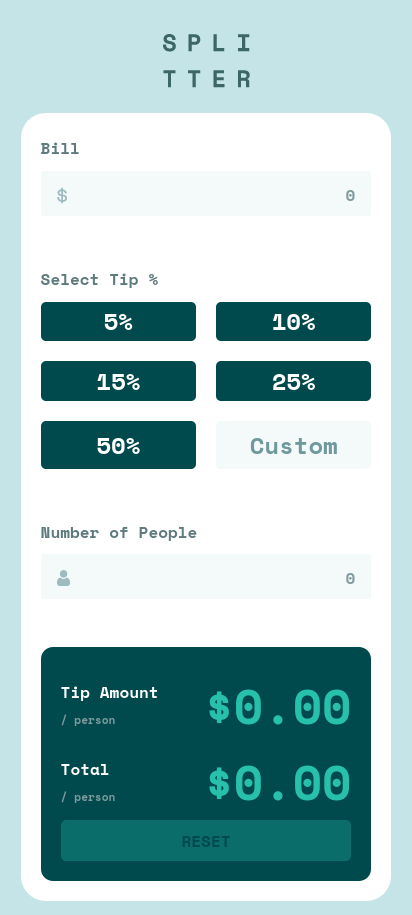 SPLI
TTER
Bill
$ 0
Select Tip %
5% 10%
15% 25%
50% Custom
Number of People
0
Tip Amount $0.00
/ person
Total $0.00
/ person
RESET